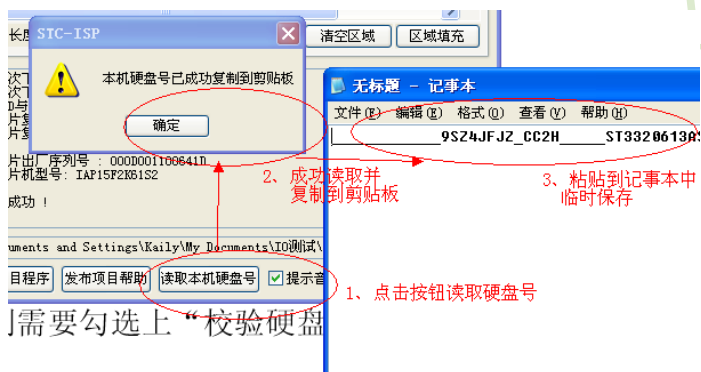 长度
清空区域
区域填充
STC-ISP
本机硬盘号已成功复制到剪贴板
确定
无标题 - 记事本
文件(F) 编辑(E) 格式(O) 查看(V) 帮助(H)
9SZ4JFJZ_CC2H_____ST3320613AS
片出厂序列号 : 000D001100641D
片机型号: IAP15F2K61S2
成功 !
2、成功读取并
复制到剪贴板
3、粘贴到记事本中
临时保存
uments and Settings\Kaily\My Documents\IO测试\
目程序
发布项目帮助
读取本机硬盘号
提示音
1、点击按钮读取硬盘号
需要勾选上“校验硬盘